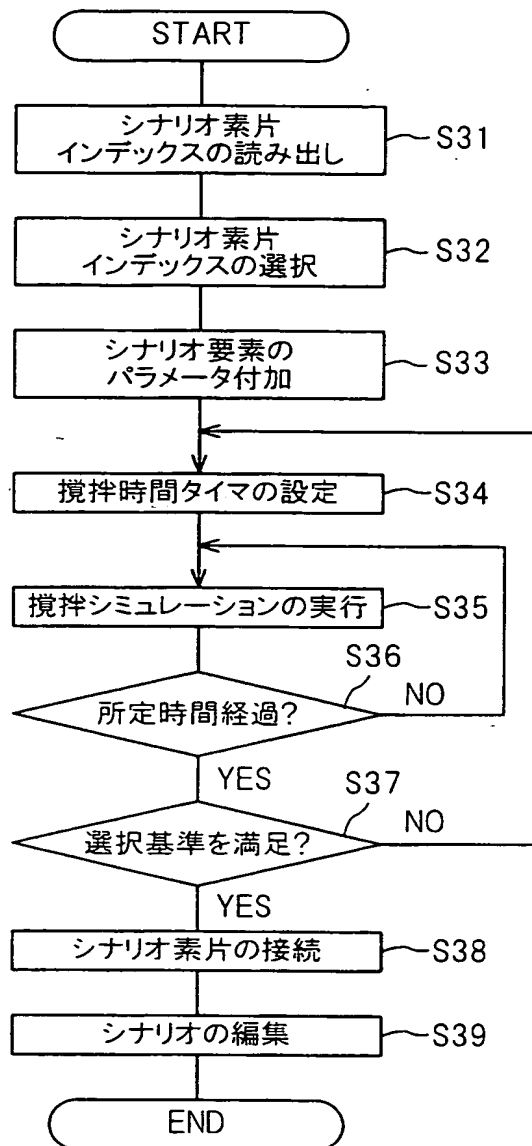 START
シナリオ素片
インデックスの読み出し
S31
シナリオ素片
インデックスの選択
S32
シナリオ要素の
パラメータ付加
S33
撹拌時間タイマの設定
S34
撹拌シミュレーションの実行
S35
S36
所定時間経過?
NO
YES
S37
選択基準を満足?
NO
YES
シナリオ素片の接続
S38
シナリオの編集
S39
END